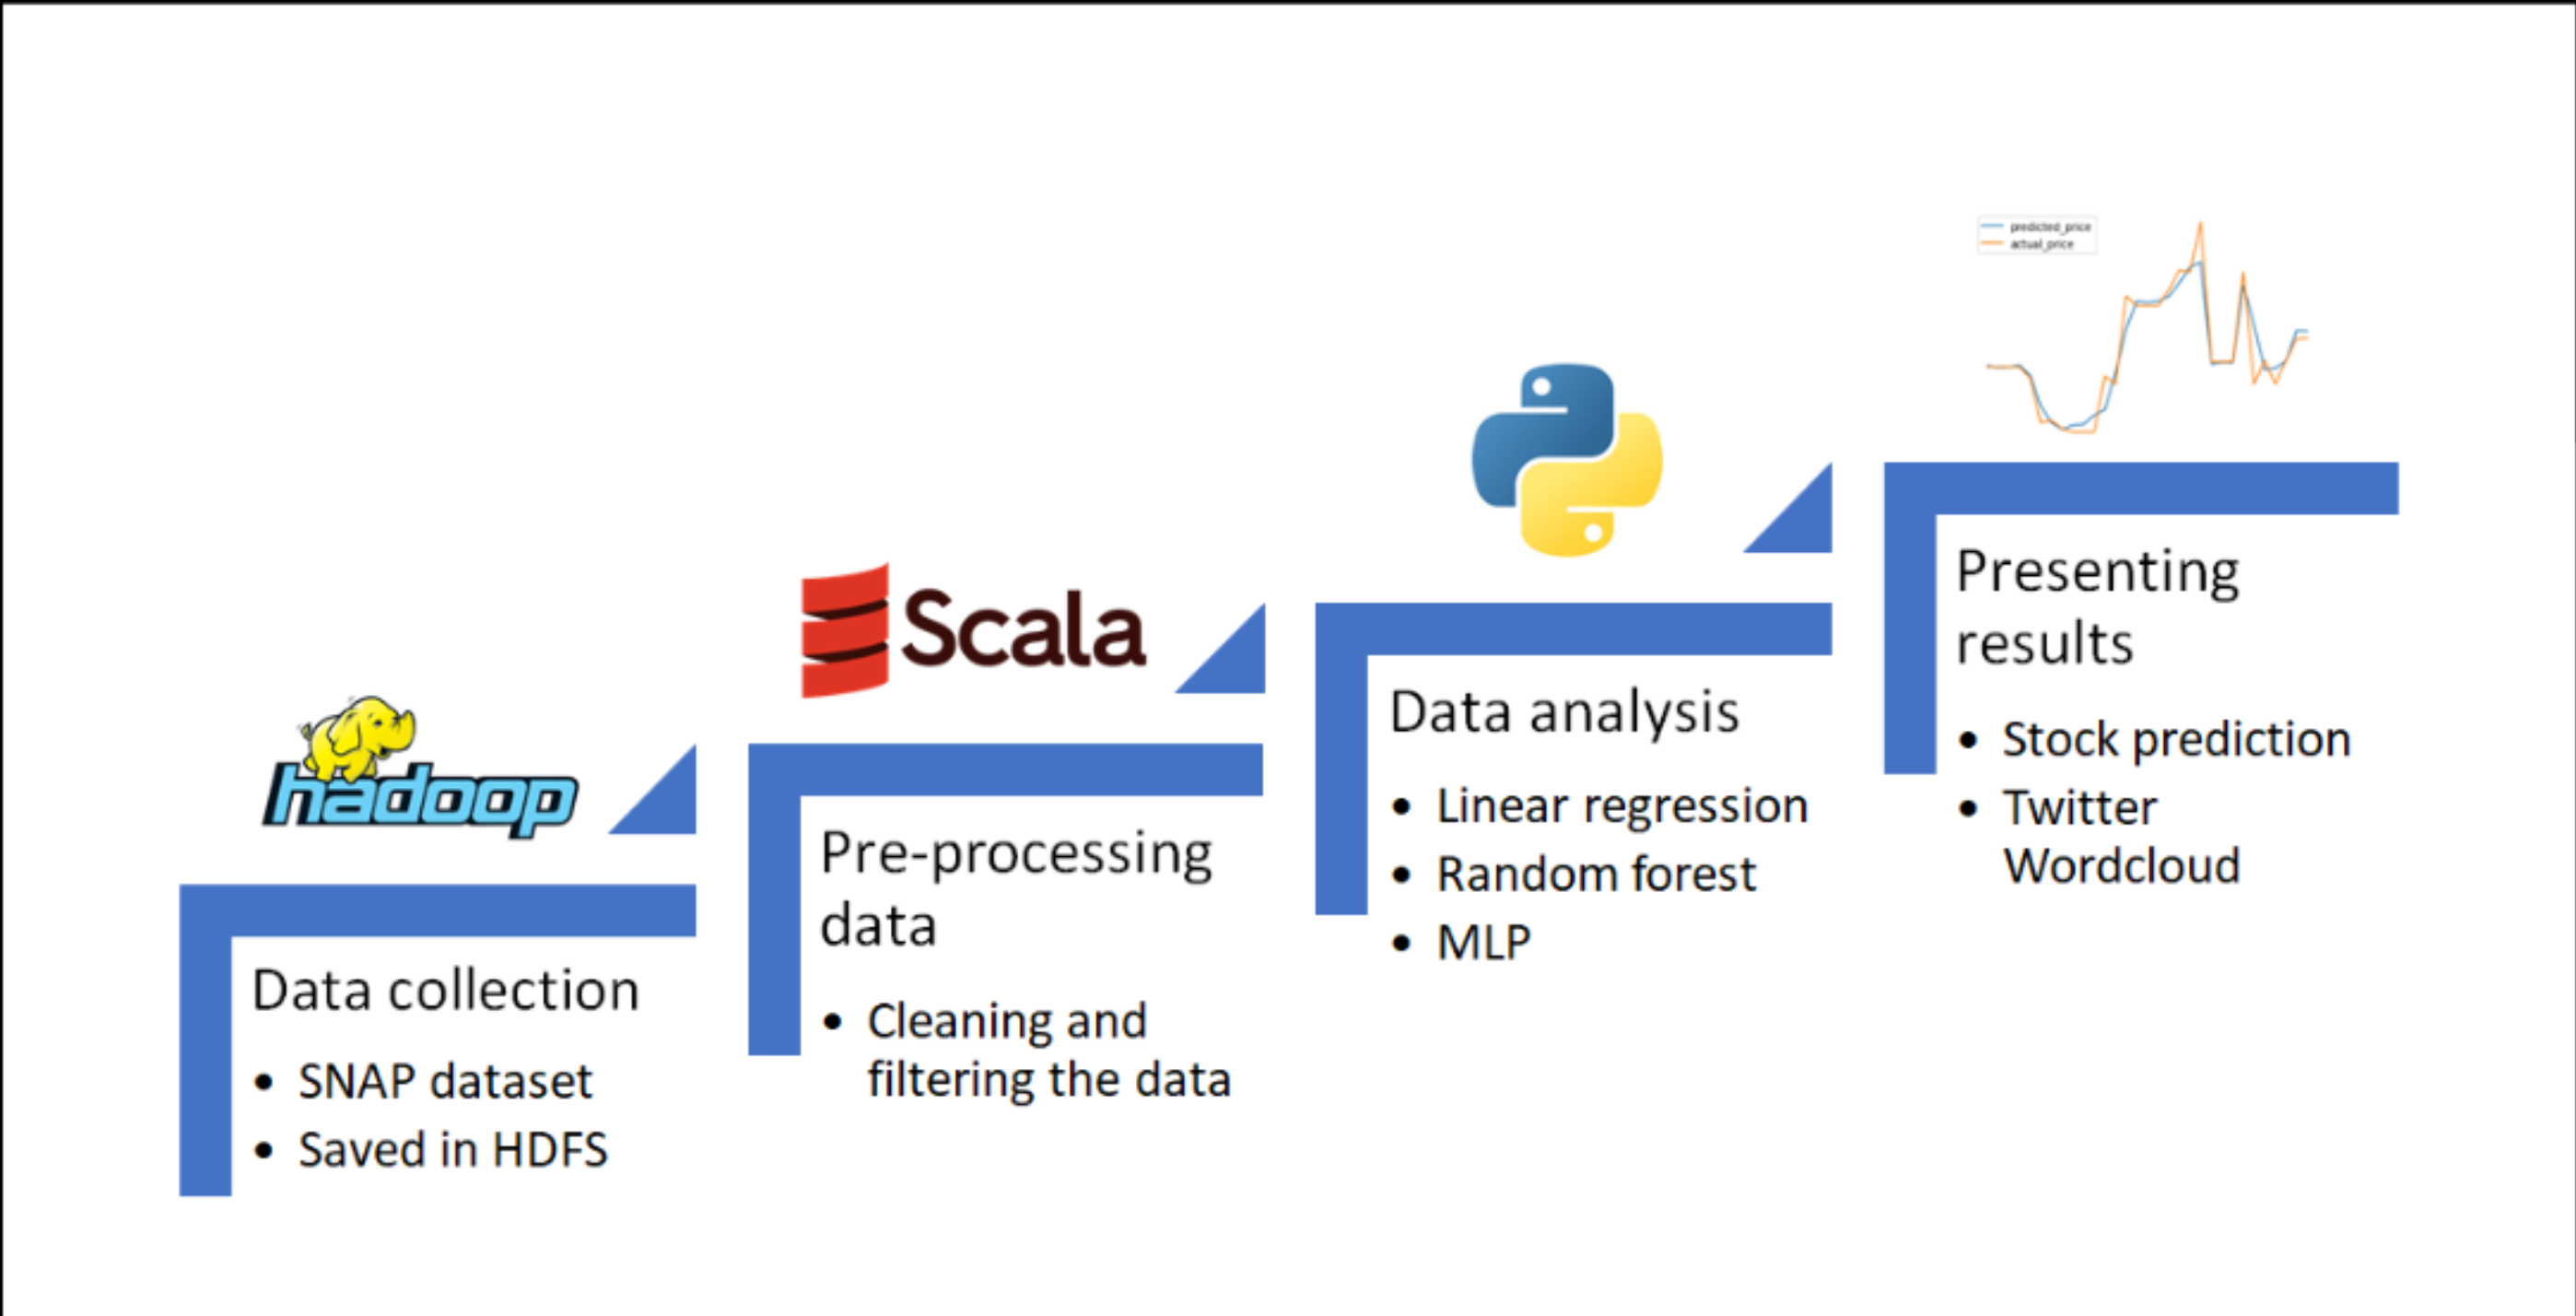 hadoop
Data collection
• SNAP dataset
• Saved in HDFS
Scala
Pre-processing
data
• Cleaning and
filtering the data
Data analysis
• Linear regression
• Random forest
• MLP
predicted_price
actual_price
Presenting
results
• Stock prediction
• Twitter
Wordcloud